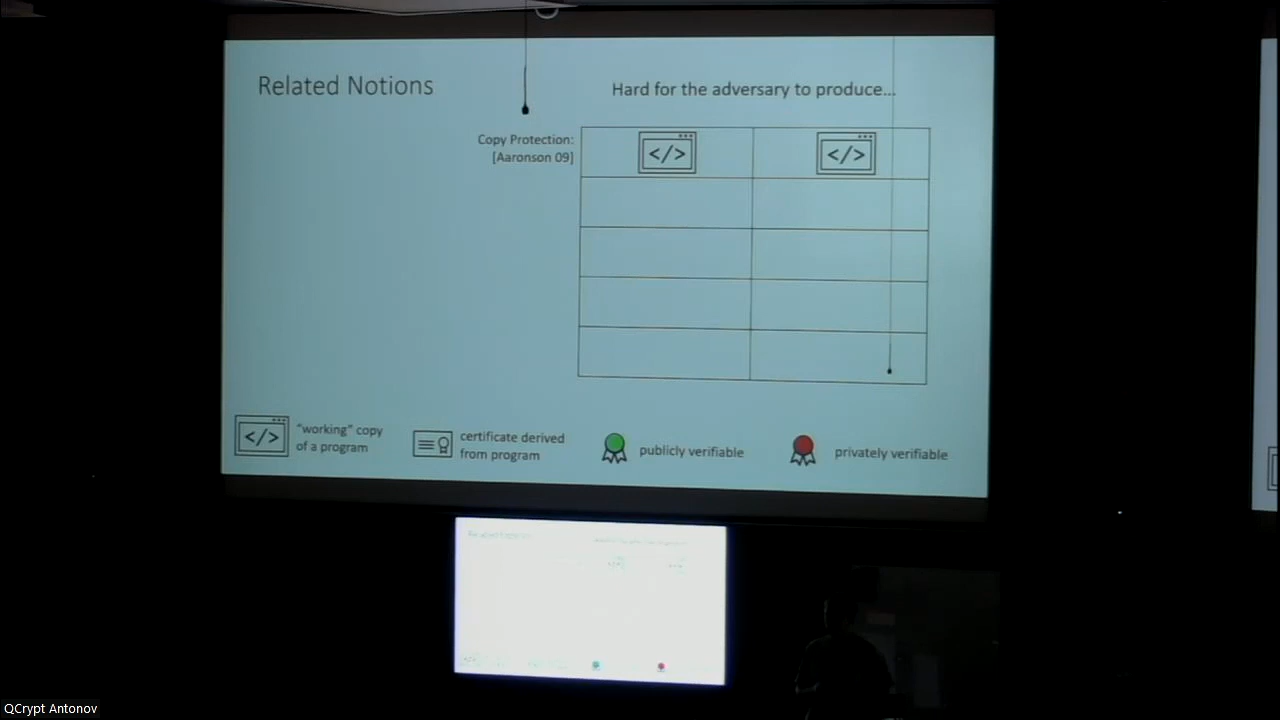 Related Notions
Hard for the adversary to produce...
Copy Protection:
[Aaronson 09]
</>
</>
</>
"working" copy
of a program
certificate derived
from program
publicly verifiable
privately verifiable
QCrypt Antonov